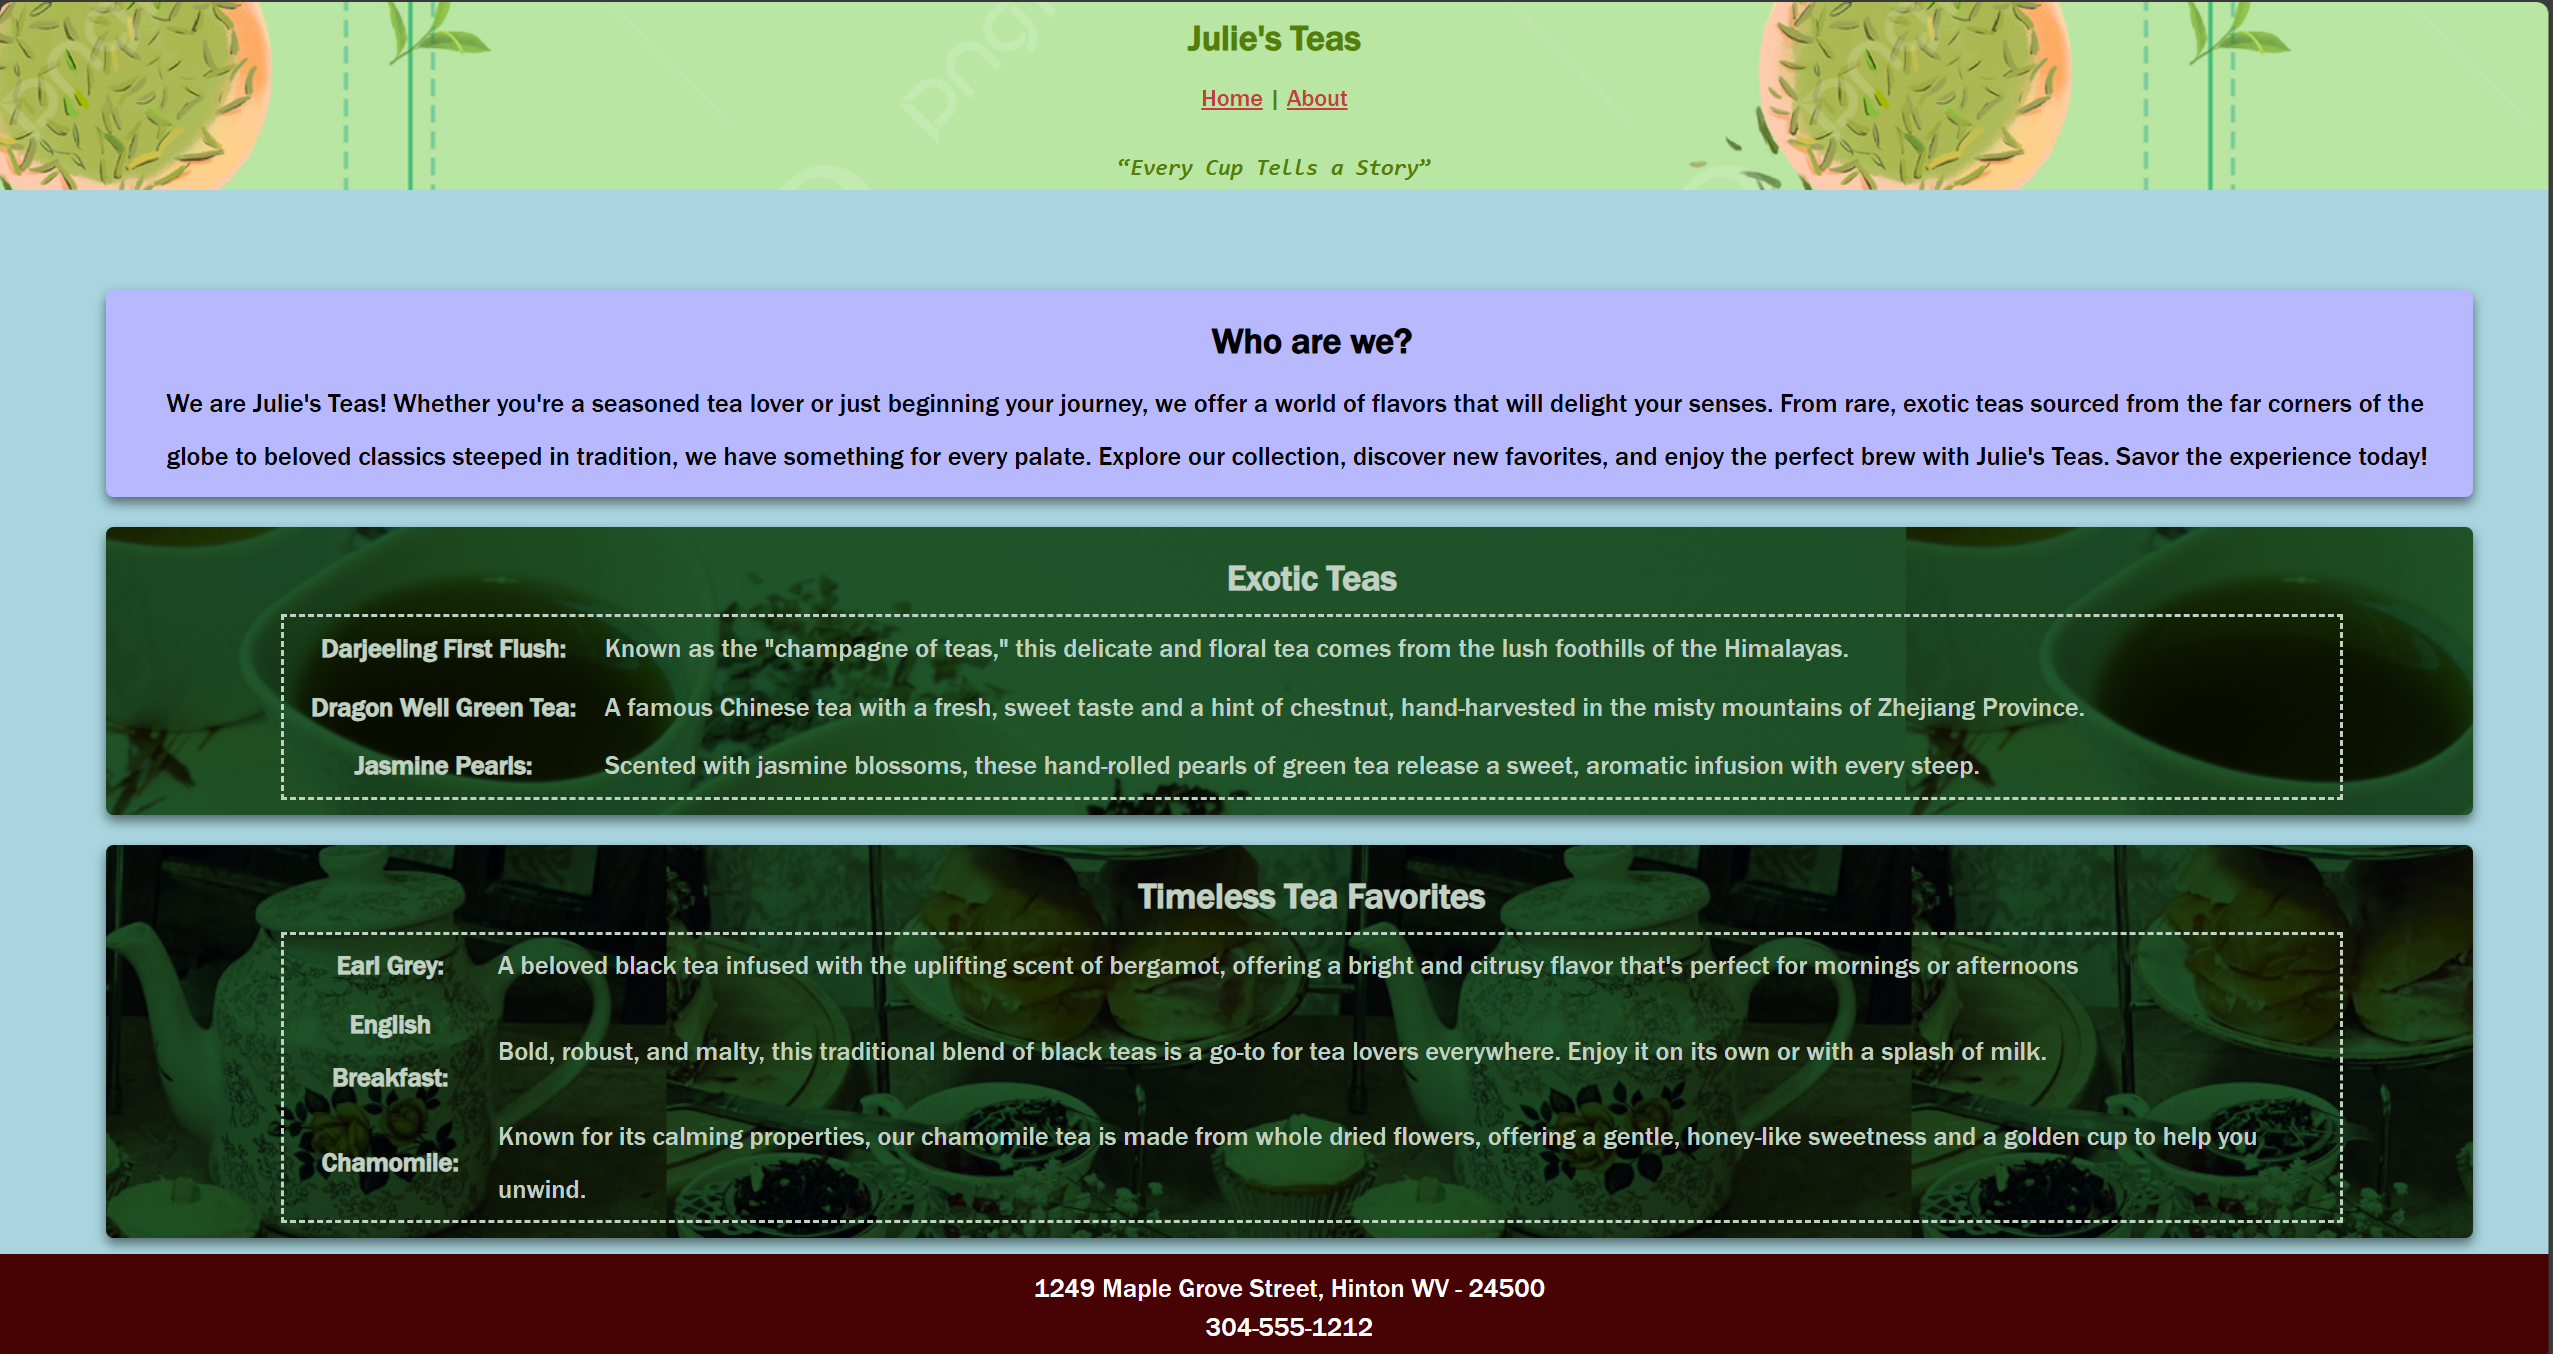 Julie's Teas
Home | About
“Every Cup Tells a Story”
Who are we?
We are Julie's Teas! Whether you're a seasoned tea lover or just beginning your journey, we offer a world of flavors that will delight your senses. From rare, exotic teas sourced from the far corners of the
globe to beloved classics steeped in tradition, we have something for every palate. Explore our collection, discover new favorites, and enjoy the perfect brew with Julie's Teas. Savor the experience today!
Exotic Teas
Darjeeling First Flush: Known as the "champagne of teas," this delicate and floral tea comes from the lush foothills of the Himalayas.
Dragon Well Green Tea: A famous Chinese tea with a fresh, sweet taste and a hint of chestnut, hand-harvested in the misty mountains of Zhejiang Province.
Jasmine Pearls: Scented with jasmine blossoms, these hand-rolled pearls of green tea release a sweet, aromatic infusion with every steep.
Timeless Tea Favorites
Earl Grey: A beloved black tea infused with the uplifting scent of bergamot, offering a bright and citrusy flavor that's perfect for mornings or afternoons
English
Breakfast:
Bold, robust, and malty, this traditional blend of black teas is a go-to for tea lovers everywhere. Enjoy it on its own or with a splash of milk.
Chamomile:
Known for its calming properties, our chamomile tea is made from whole dried flowers, offering a gentle, honey-like sweetness and a golden cup to help you
unwind.
1249 Maple Grove Street, Hinton WV - 24500
304-555-1212